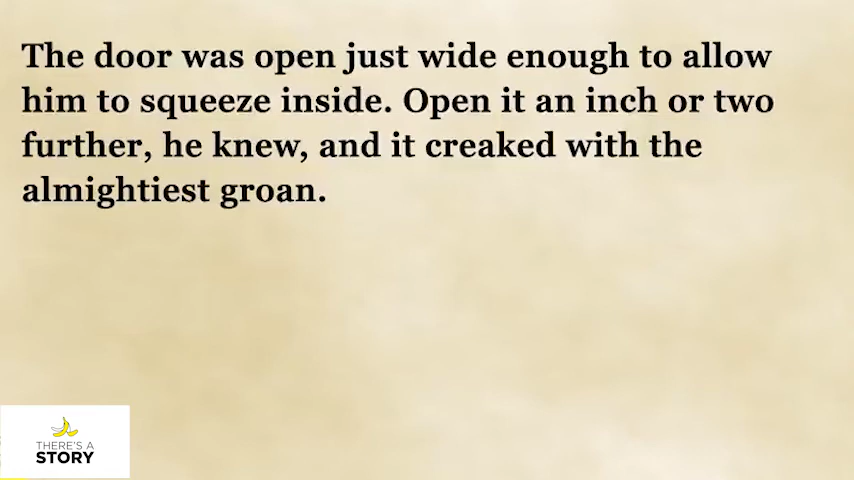 The door was open just wide enough to allow
him to squeeze inside. Open it an inch or two
further, he knew, and it creaked with the
almightiest groan.
THERE'S A
STORY